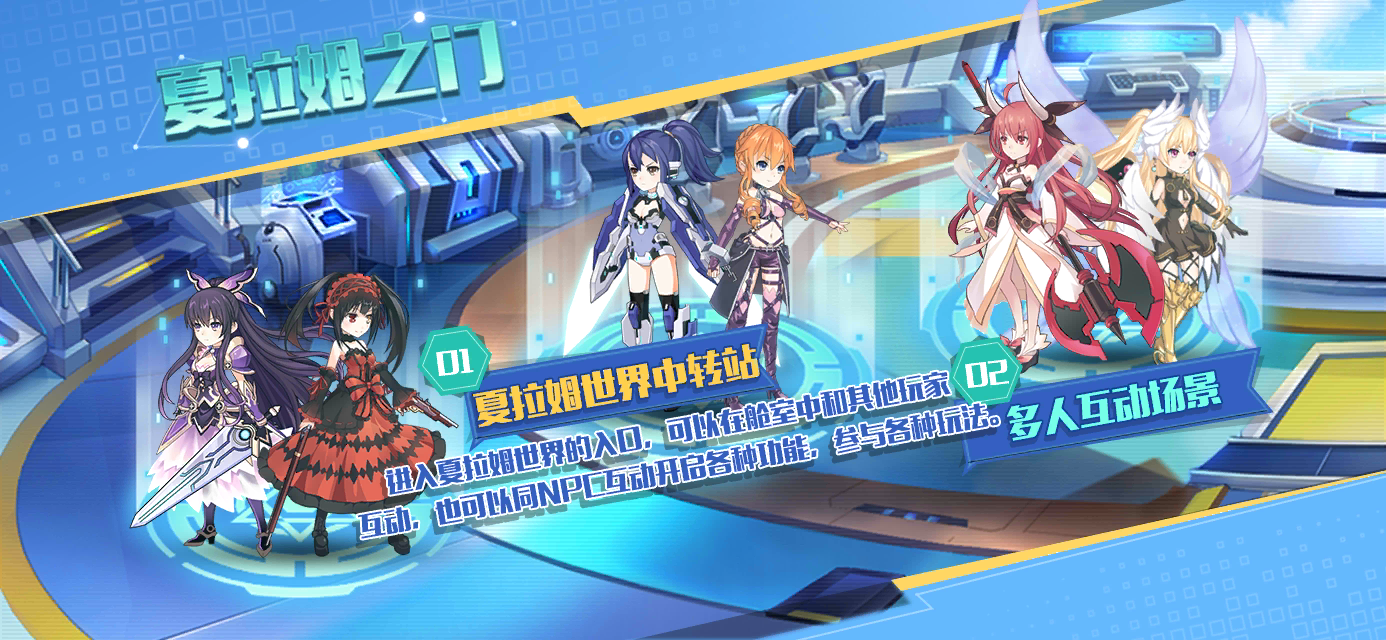 夏拉姆之门
01
夏拉姆世界中转站
02
多人互动场景
进入夏拉姆世界的入口，可以在舱室中和其他玩家
互动，也可以同NPC互动开启各种功能，参与各种玩法。